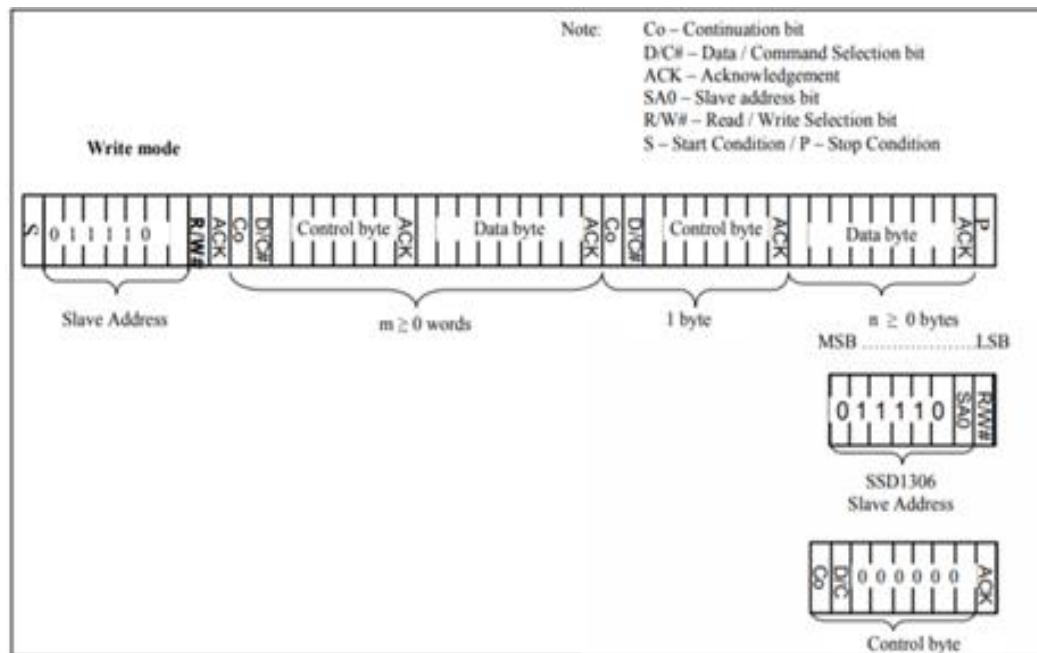 Note: Co – Continuation bit
D/C# – Data / Command Selection bit
ACK – Acknowledgement
SA0 – Slave address bit
R/W# – Read / Write Selection bit
S – Start Condition / P – Stop Condition
Write mode
S 0 1 1 1 1 0 R/W# ACK Co D/C# Control byte ACK Data byte ACK Co D/C# Control byte ACK Data byte ACK P
Slave Address m ≥ 0 words 1 byte n ≥ 0 bytes
MSB ...................... LSB
0 1 1 1 1 0 SA0 R/W#
SSD1306
Slave Address
Co D/C 0 0 0 0 0 0 ACK
Control byte